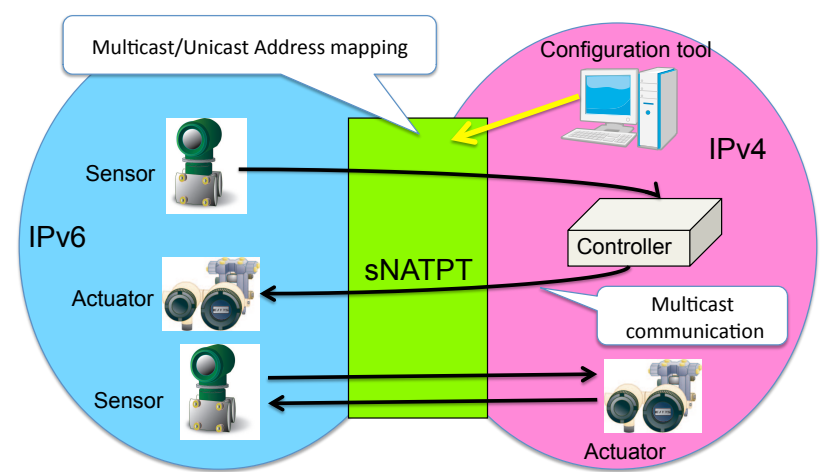 Multicast/Unicast Address mapping
Configuration tool
IPv4
Sensor
IPv6
Controller
sNATPT
Actuator
Multicast
communication
Sensor
Actuator